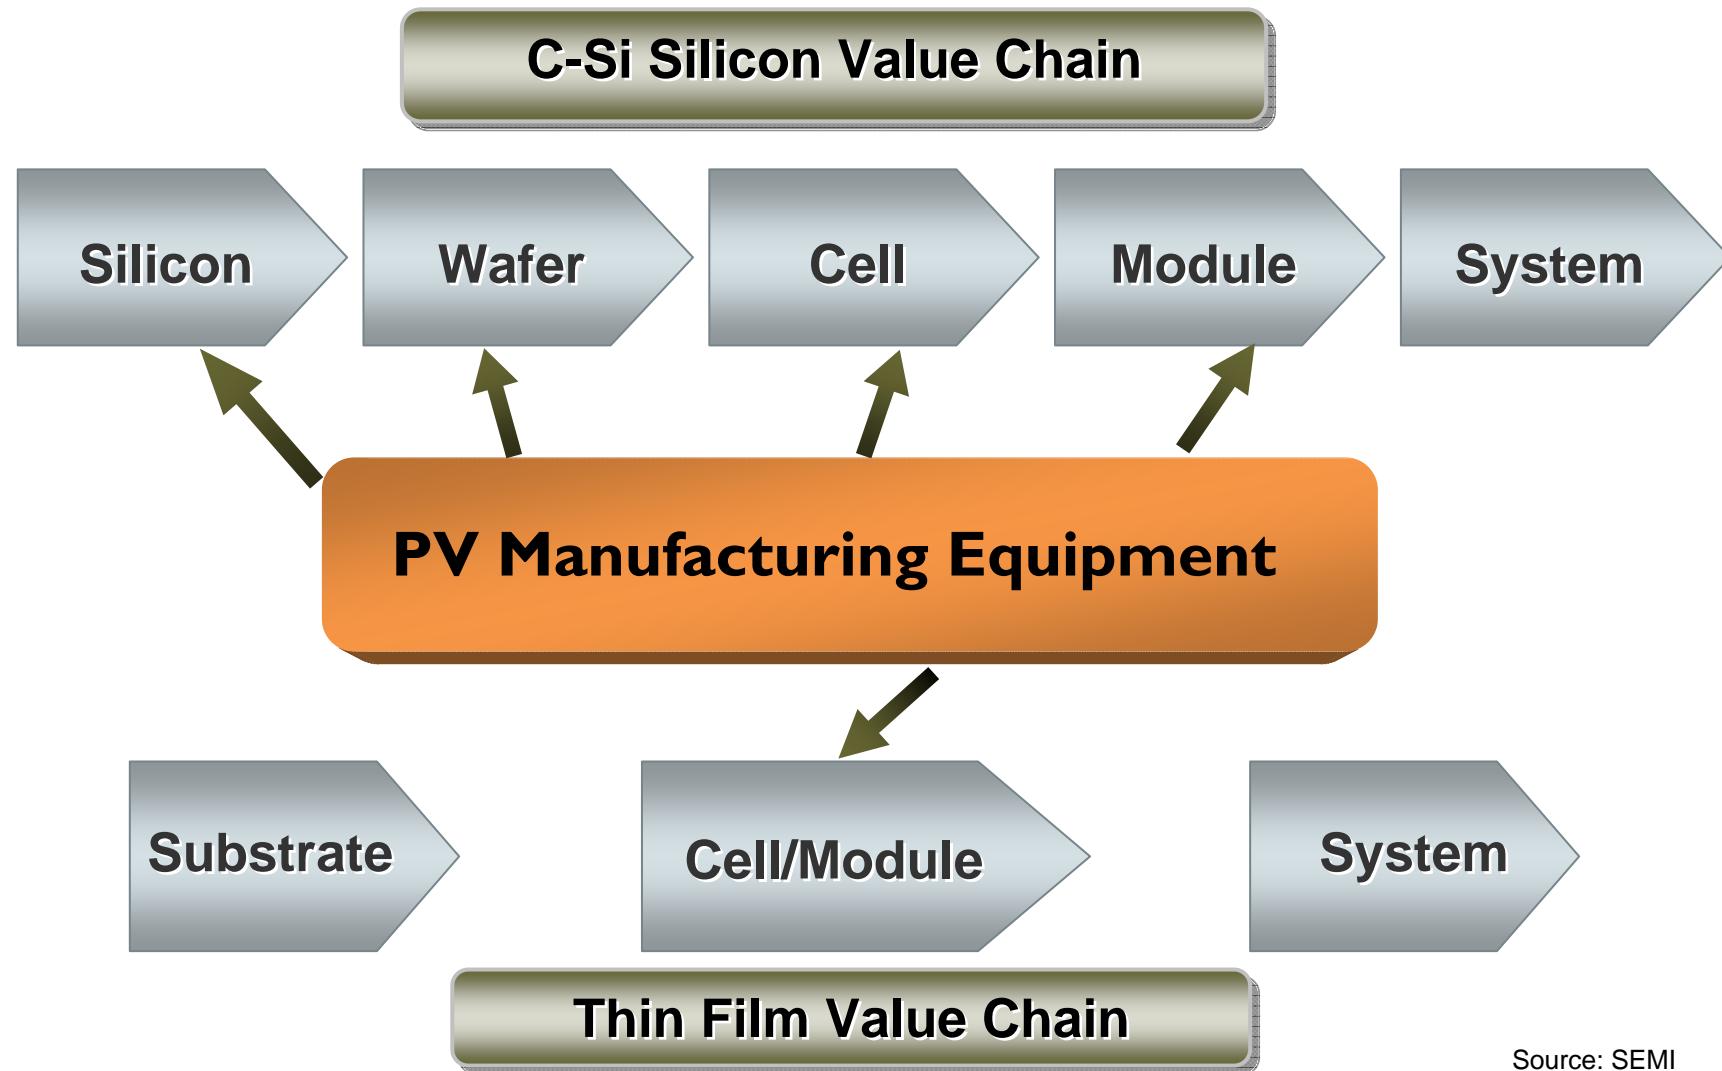 C-Si Silicon Value Chain
Silicon
Wafer
Cell
Module
System
PV Manufacturing Equipment
Substrate
Cell/Module
System
Thin Film Value Chain
Source: SEMI